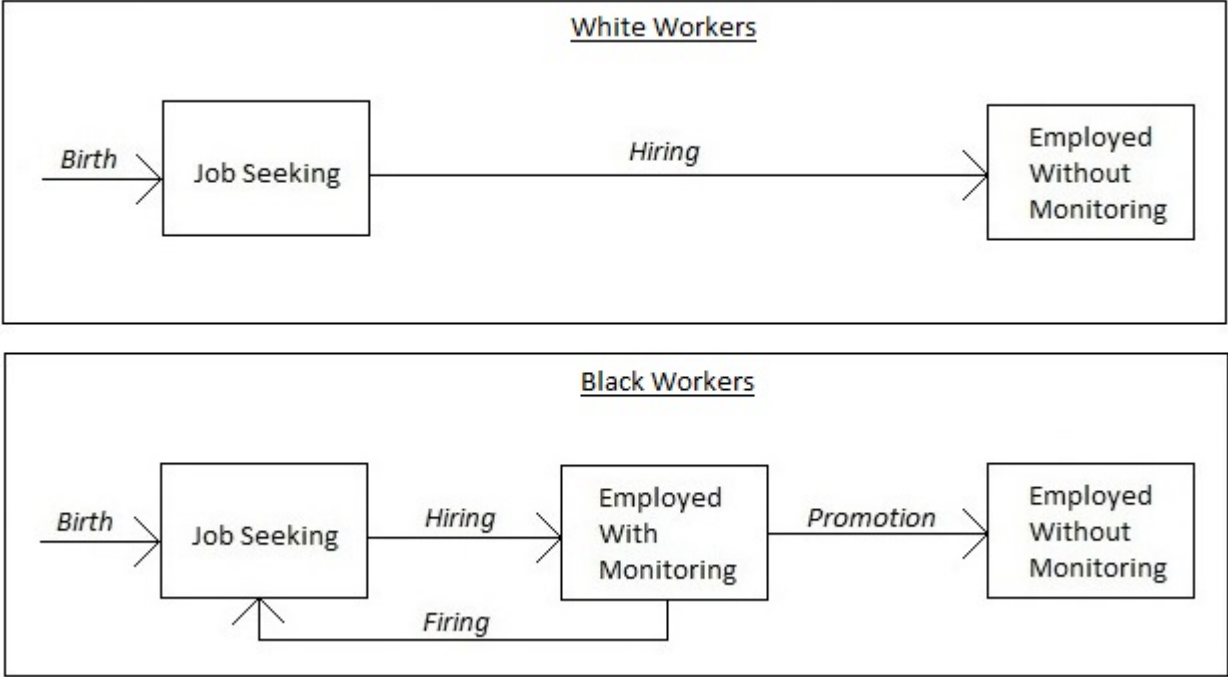 White Workers
Birth
Job Seeking
Hiring
Employed
Without
Monitoring
Black Workers
Birth
Job Seeking
Hiring
Employed
With
Monitoring
Promotion
Employed
Without
Monitoring
Firing